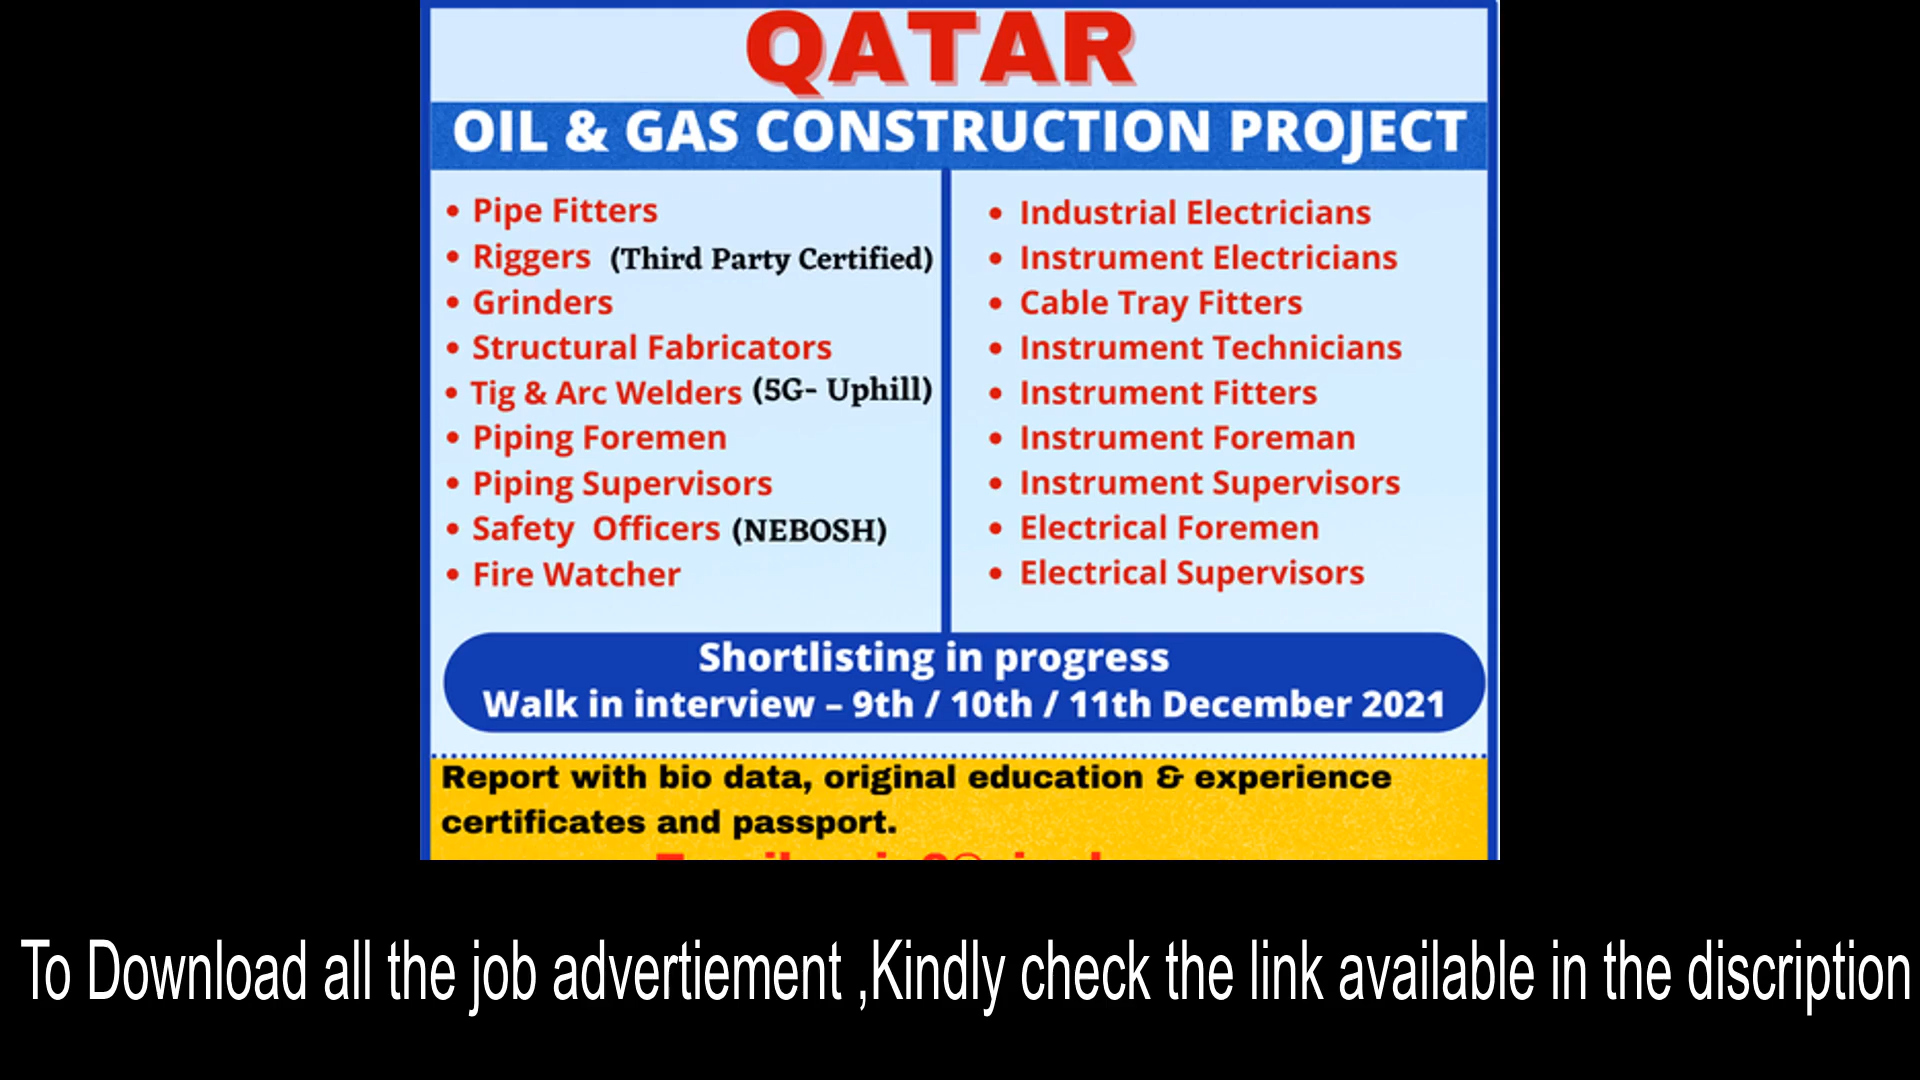 QATAR
OIL & GAS CONSTRUCTION PROJECT
• Pipe Fitters
• Riggers (Third Party Certified)
• Grinders
• Structural Fabricators
• Tig & Arc Welders (5G- Uphill)
• Piping Foremen
• Piping Supervisors
• Safety Officers (NEBOSH)
• Fire Watcher
• Industrial Electricians
• Instrument Electricians
• Cable Tray Fitters
• Instrument Technicians
• Instrument Fitters
• Instrument Foreman
• Instrument Supervisors
• Electrical Foremen
• Electrical Supervisors
Shortlisting in progress
Walk in interview – 9th / 10th / 11th December 2021
Report with bio data, original education & experience
certificates and passport.
To Download all the job advertiement ,Kindly check the link available in the discription